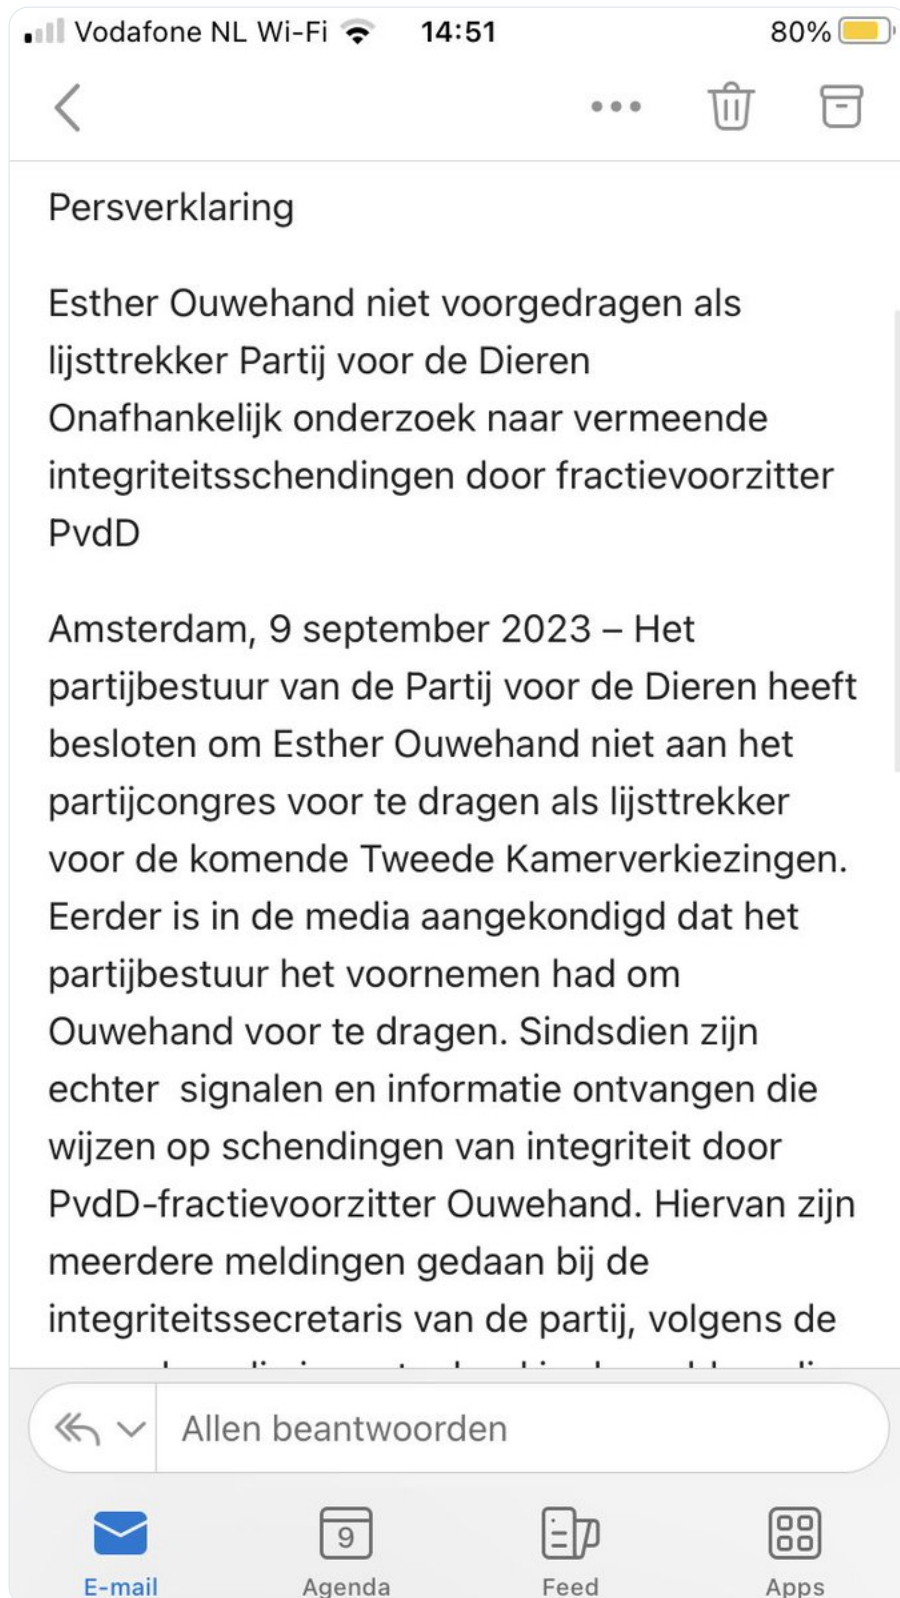 Vodafone NL Wi-Fi 14:51 80%
Persverklaring
Esther Ouwehand niet voorgedragen als
lijsttrekker Partij voor de Dieren
Onafhankelijk onderzoek naar vermeende
integriteitsschendingen door fractievoorzitter
PvdD
Amsterdam, 9 september 2023 – Het
partijbestuur van de Partij voor de Dieren heeft
besloten om Esther Ouwehand niet aan het
partijcongres voor te dragen als lijsttrekker
voor de komende Tweede Kamerverkiezingen.
Eerder is in de media aangekondigd dat het
partijbestuur het voornemen had om
Ouwehand voor te dragen. Sindsdien zijn
echter  signalen en informatie ontvangen die
wijzen op schendingen van integriteit door
PvdD-fractievoorzitter Ouwehand. Hiervan zijn
meerdere meldingen gedaan bij de
integriteitssecretaris van de partij, volgens de
Allen beantwoorden
9
E-mail Agenda Feed Apps